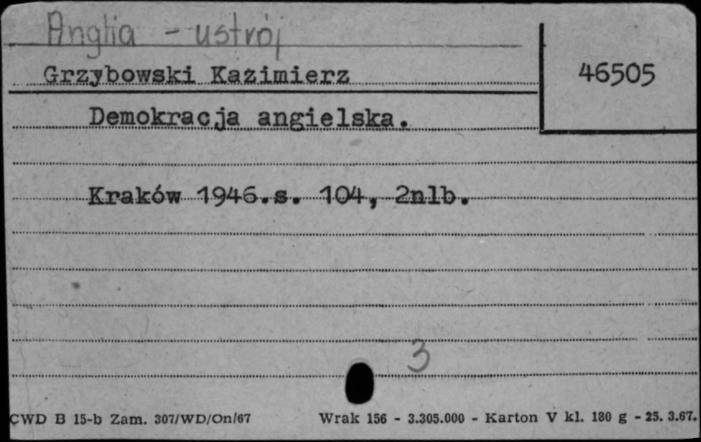 Anglia - ustrój
Grzybowski Kazimierz
46505
Demokracja angielska.
Kraków 1946.s. 104, 2nlb.
3
CWD B 15-b Zam. 307/WD/On/67 Wrak 156 - 3.305.000 - Karton V kl. 180 g - 25. 3.67.